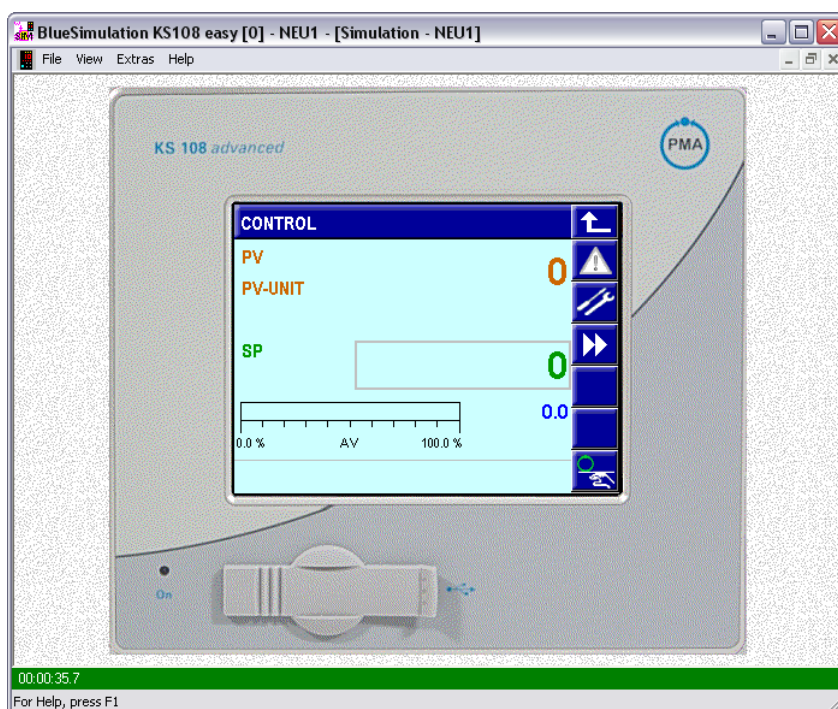 BlueSimulation KS108 easy [0] - NEU1 - [Simulation - NEU1]
File View Extras Help
KS 108 advanced
PMA
CONTROL
PV 0
PV-UNIT
SP 0
0.0
0.0 % AV 100.0 %
On
00:00:35.7
For Help, press F1